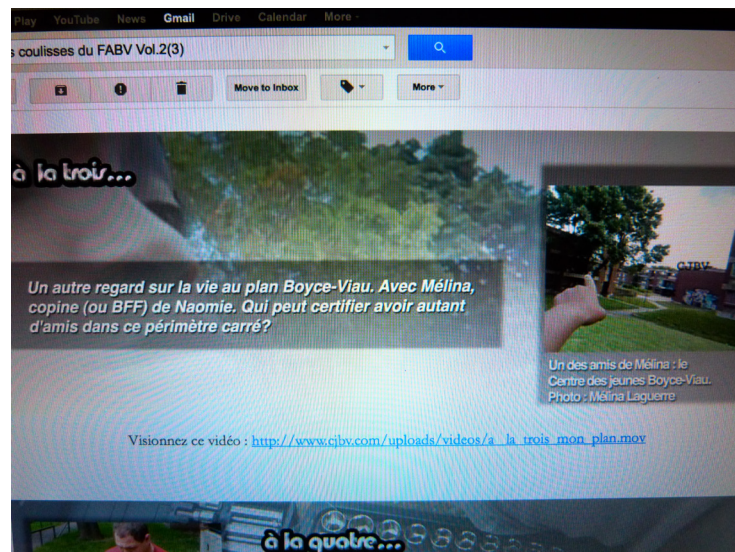 Play YouTube News Gmail Drive Calendar More
coulisses du FABV Vol.2(3)
Move to Inbox More
à la trois...
CJBV
Un autre regard sur la vie au plan Boyce-Viau. Avec Mélina,
copine (ou BFF) de Naomie. Qui peut certifier avoir autant
d'amis dans ce périmètre carré?
Un des amis de Mélina : le
Centre des jeunes Boyce-Viau.
Photo : Mélina Laguerre
Visionnez ce vidéo : http://www.cjbv.com/uploads/videos/a_la_trois_mon_plan.mov
à la quatre...